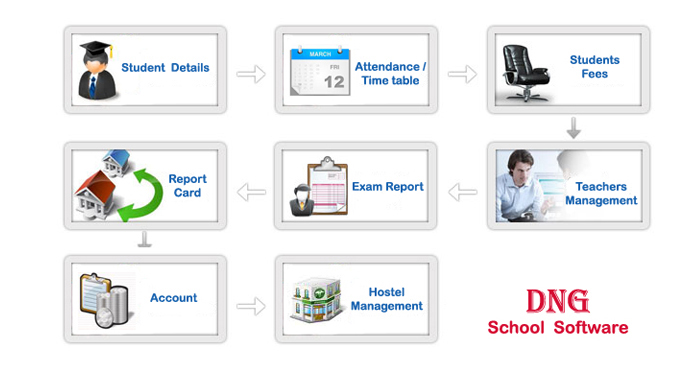 Student Details
MARCH
FRI
12
Attendance /
Time table
Students
Fees
Report
Card
Exam Report
Teachers
Management
Account
Hostel
Management
DNG
School Software